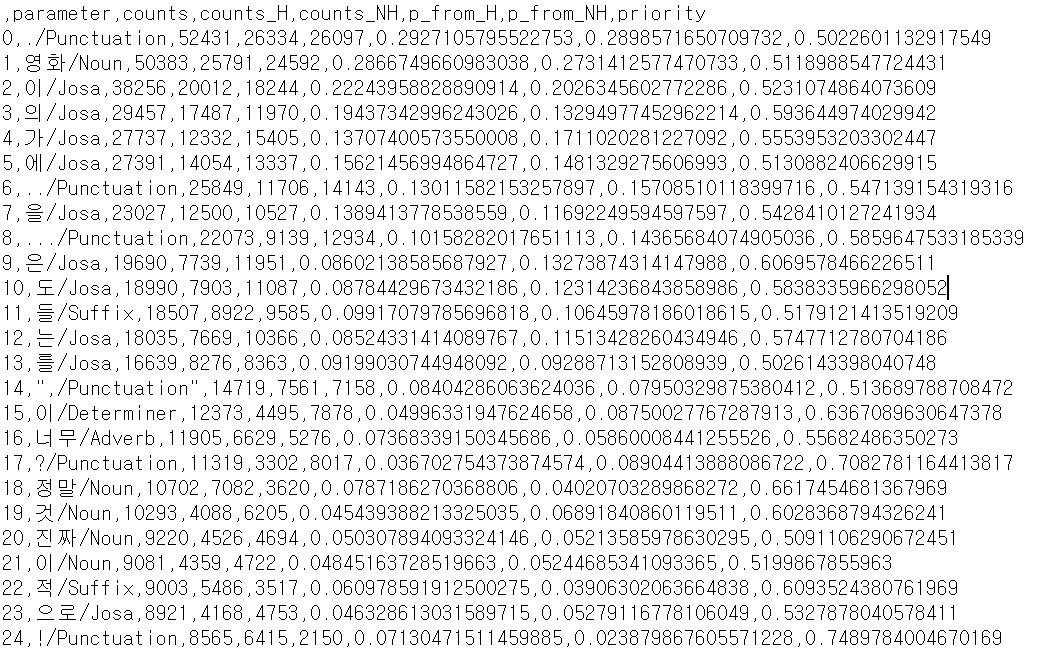 ,parameter,counts,counts_H,counts_NH,p_from_H,p_from_NH,priority
0,./Punctuation,52431,26334,26097,0.2927105795522753,0.2898571650709732,0.5022601132917549
1,영화/Noun,50383,25791,24592,0.2866749660983038,0.2731412577470733,0.5118988547724431
2,이/Josa,38256,20012,18244,0.22243958828890914,0.2026345602772286,0.5231074864073609
3,의/Josa,29457,17487,11970,0.19437342996243026,0.13294977452962214,0.593644974029942
4,가/Josa,27737,12332,15405,0.13707400573550008,0.1711020281227092,0.5553953203302447
5,에/Josa,27391,14054,13337,0.15621456994864727,0.1481329275606993,0.5130882406629915
6,../Punctuation,25849,11706,14143,0.13011582153257897,0.15708510118399716,0.547139154319316
7,을/Josa,23027,12500,10527,0.1389413778538559,0.11692249594597597,0.5428410127241934
8,.../Punctuation,22073,9139,12934,0.10158282017651113,0.14365684074905036,0.5859647533185339
9,은/Josa,19690,7739,11951,0.08602138585687927,0.13273874314147988,0.6069578466226511
10,도/Josa,18990,7903,11087,0.08784429673432186,0.12314236843858986,0.5838335966298052
11,들/Suffix,18507,8922,9585,0.09917079785696818,0.10645978186018615,0.5179121413519209
12,는/Josa,18035,7669,10366,0.08524331414089767,0.11513428260434946,0.5747712780704186
13,를/Josa,16639,8276,8363,0.09199030744948092,0.09288713152808939,0.5026143398040748
14,",/Punctuation",14719,7561,7158,0.08404286063624036,0.07950329875380412,0.513689788708472
15,이/Determiner,12373,4495,7878,0.04996331947624658,0.08750027767287913,0.6367089630647378
16,너무/Adverb,11905,6629,5276,0.07368339150345686,0.05860008441255526,0.55682486350273
17,?/Punctuation,11319,3302,8017,0.036702754373874574,0.08904413888086722,0.7082781164413817
18,정말/Noun,10702,7082,3620,0.0787186270368806,0.04020703289868272,0.6617454681367969
19,것/Noun,10293,4088,6205,0.045439388213325035,0.06891840860119511,0.6028368794326241
20,진짜/Noun,9220,4526,4694,0.050307894093324146,0.05213585978630295,0.5091106290672451
21,이/Noun,9081,4359,4722,0.04845163728519663,0.05244685341093365,0.5199867855963
22,적/Suffix,9003,5486,3517,0.060978591912500275,0.03906302063664838,0.6093524380761969
23,으로/Josa,8921,4168,4753,0.046328613031589715,0.05279116778106049,0.5327878040578411
24,!/Punctuation,8565,6415,2150,0.07130471511459885,0.023879867605571228,0.7489784004670169